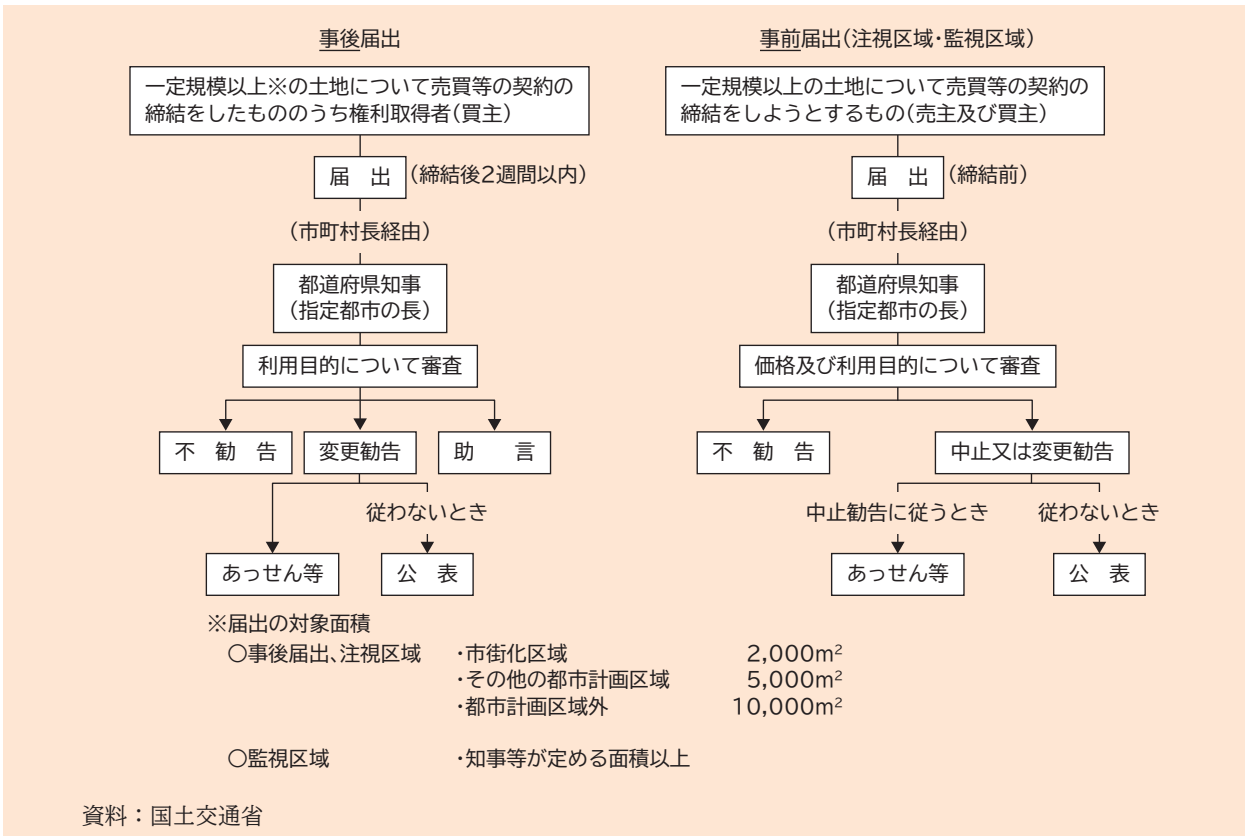 事後届出
一定規模以上※の土地について売買等の契約の
締結をしたもののうち権利取得者(買主)
届 出 (締結後2週間以内)
(市町村長経由)
都道府県知事
(指定都市の長)
利用目的について審査
不 勧 告 変更勧告 助 言
従わないとき
あっせん等 公 表
事前届出(注視区域・監視区域)
一定規模以上の土地について売買等の契約の
締結をしようとするもの(売主及び買主)
届 出 (締結前)
(市町村長経由)
都道府県知事
(指定都市の長)
価格及び利用目的について審査
不 勧 告 中止又は変更勧告
中止勧告に従うとき 従わないとき
あっせん等 公 表
※届出の対象面積
〇事後届出、注視区域 ・市街化区域 2,000m²
・その他の都市計画区域 5,000m²
・都市計画区域外 10,000m²
〇監視区域 ・知事等が定める面積以上
資料：国土交通省